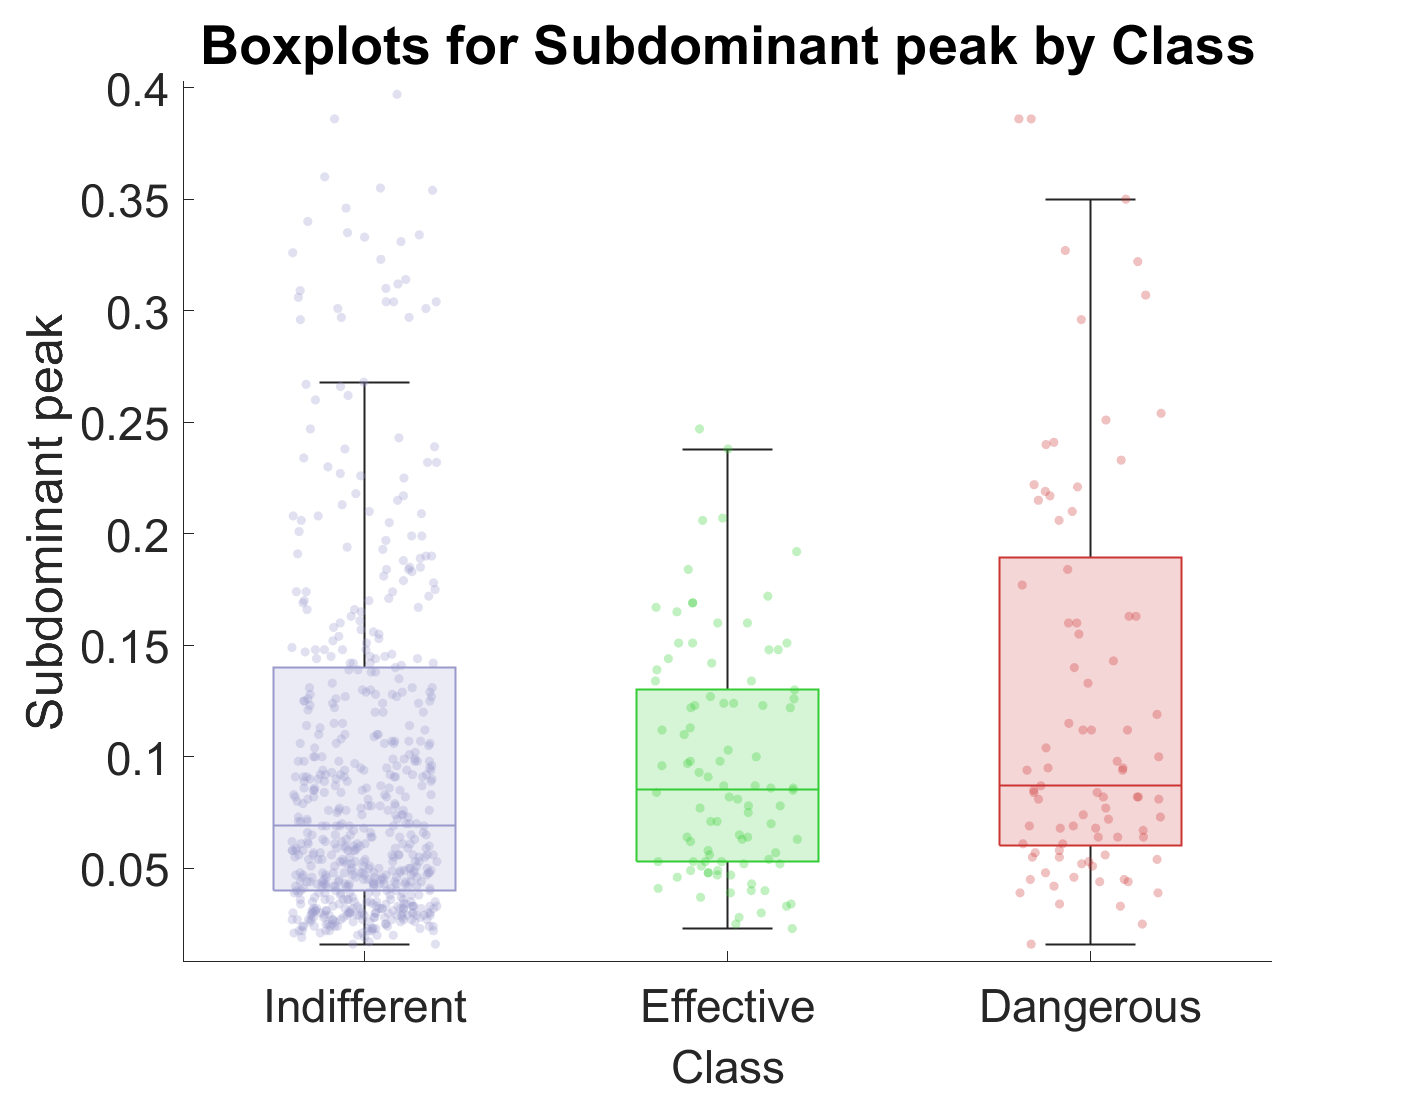 Boxplots for Subdominant peak by Class
0.4
0.35
0.3
0.25
0.2
0.15
0.1
0.05
Subdominant peak
Indifferent
Effective
Dangerous
Class